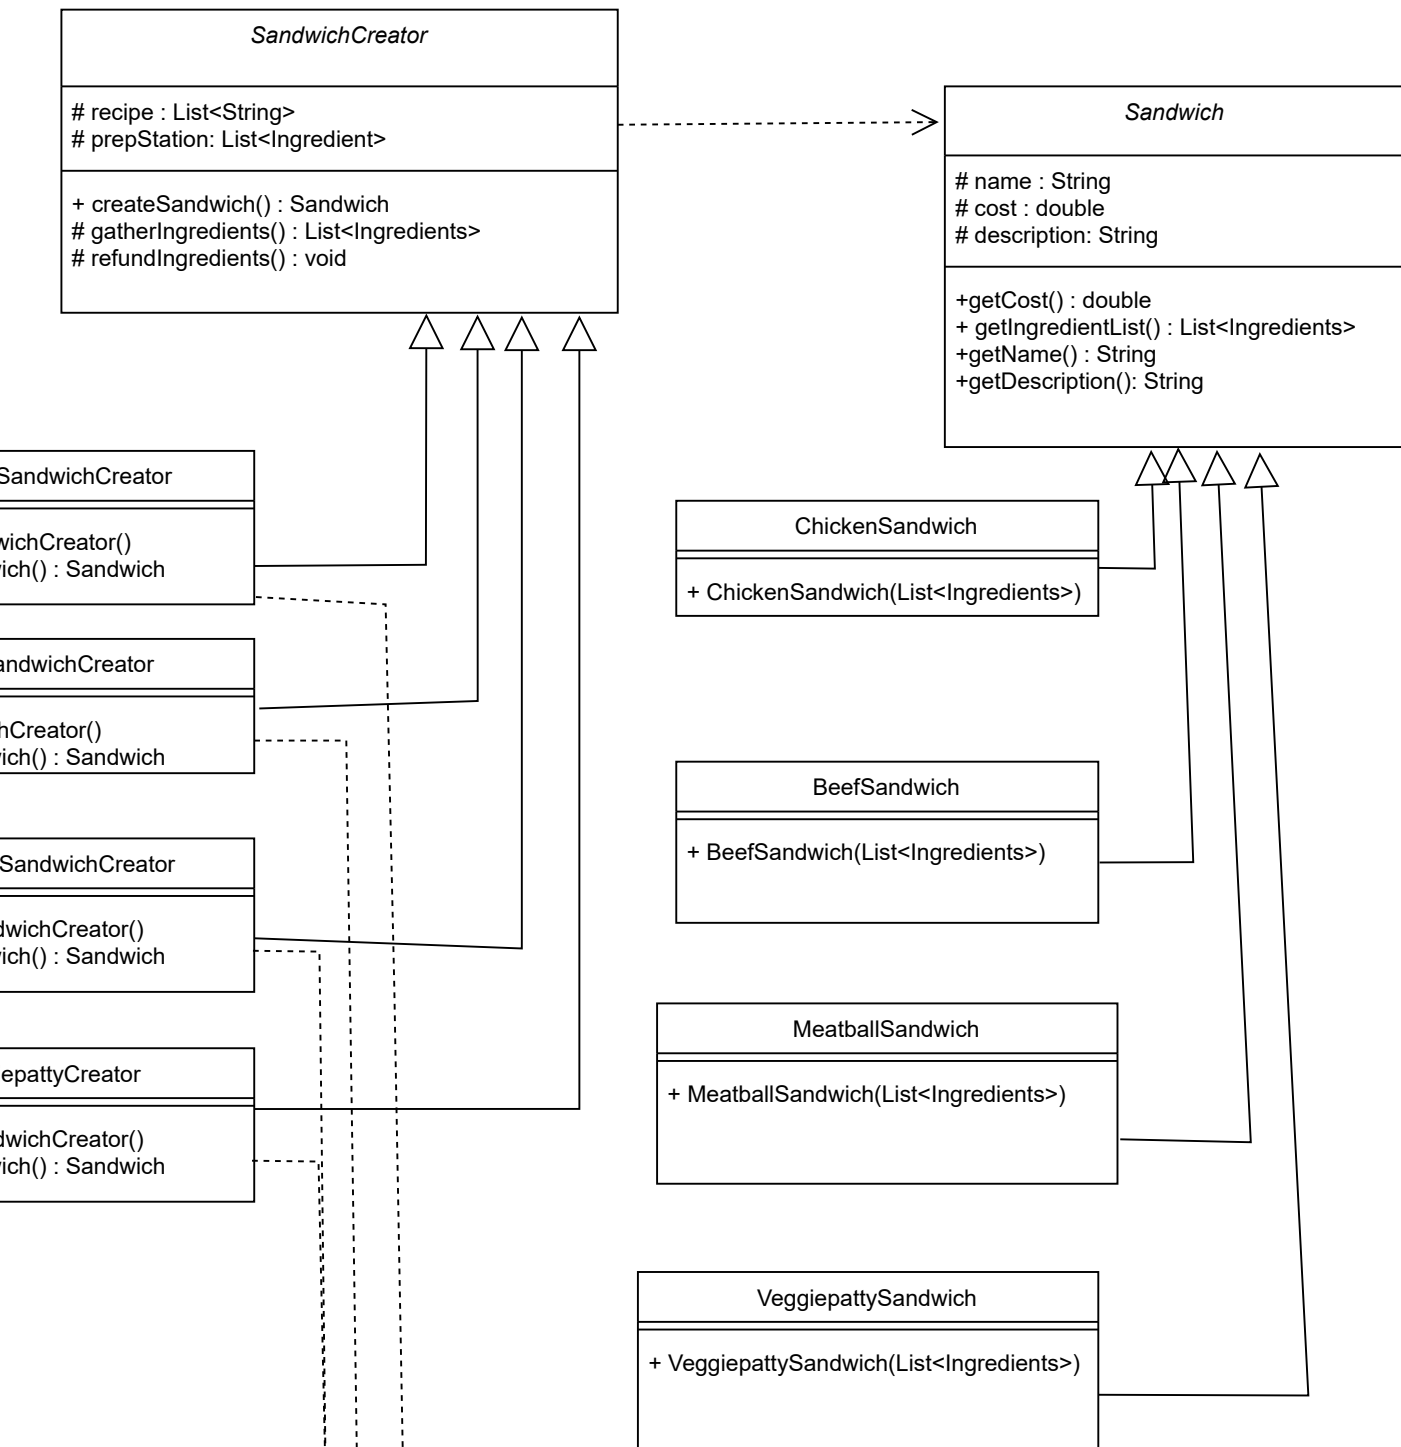 SandwichCreator
# recipe : List<String>
# prepStation: List<Ingredient>
+ createSandwich() : Sandwich
# gatherIngredients() : List<Ingredients>
# refundIngredients() : void
Sandwich
# name : String
# cost : double
# description: String
+getCost() : double
+ getIngredientList() : List<Ingredients>
+getName() : String
+getDescription(): String
SandwichCreator
wichCreator()
ich() : Sandwich
andwichCreator
hCreator()
ich() : Sandwich
SandwichCreator
dwichCreator()
ich() : Sandwich
epattyCreator
dwichCreator()
ich() : Sandwich
ChickenSandwich
+ ChickenSandwich(List<Ingredients>)
BeefSandwich
+ BeefSandwich(List<Ingredients>)
MeatballSandwich
+ MeatballSandwich(List<Ingredients>)
VeggiepattySandwich
+ VeggiepattySandwich(List<Ingredients>)